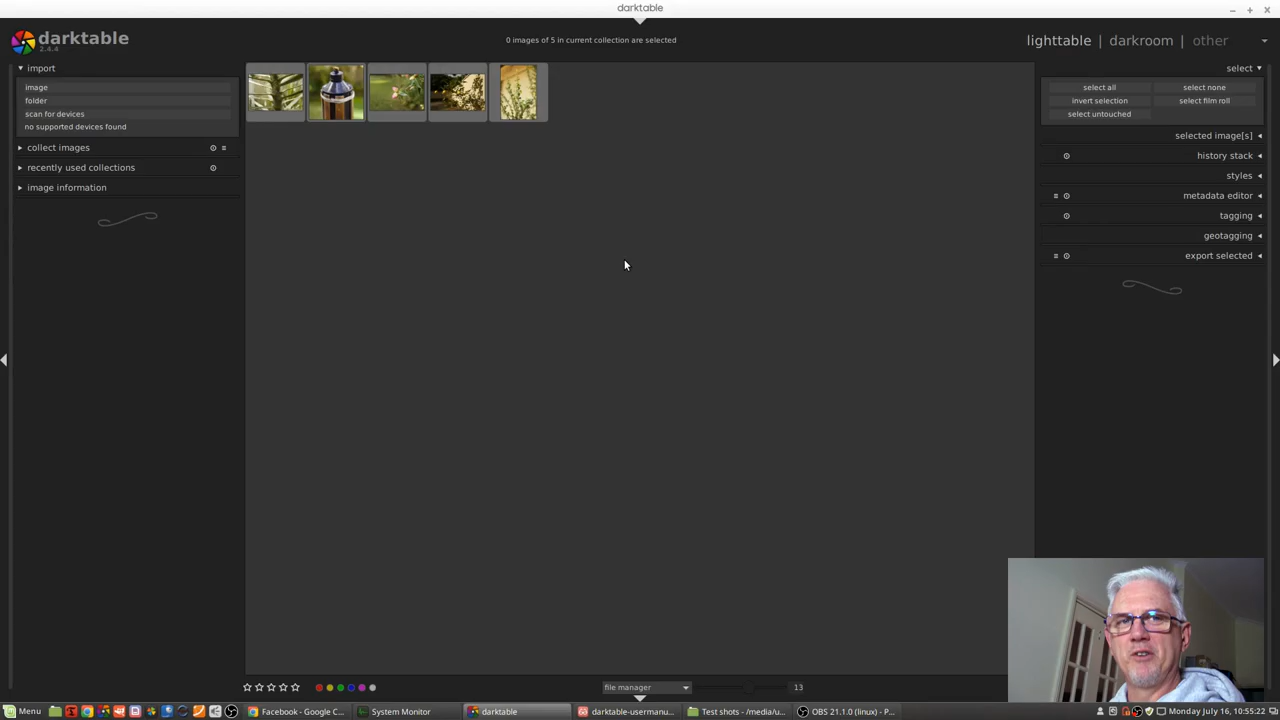 darktable
darktable
2.4.4
0 images of 5 in current collection are selected
lighttable | darkroom | other
import
image
folder
scan for devices
no supported devices found
collect images
recently used collections
image information
select
select all
select none
invert selection
select film roll
select untouched
selected image[s]
history stack
styles
metadata editor
tagging
geotagging
export selected
file manager
13
Menu
Facebook - Google C...
System Monitor
darktable
darktable-usermanu...
Test shots - /media/u...
OBS 21.1.0 (linux) - P...
Monday July 16, 10:55:22